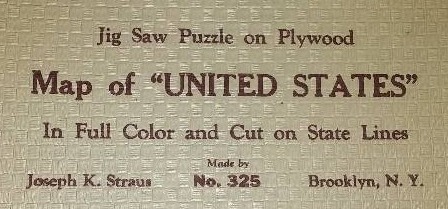 Jig Saw Puzzle on Plywood
Map of "UNITED STATES"
In Full Color and Cut on State Lines
Made by
Joseph K. Straus No. 325 Brooklyn, N. Y.